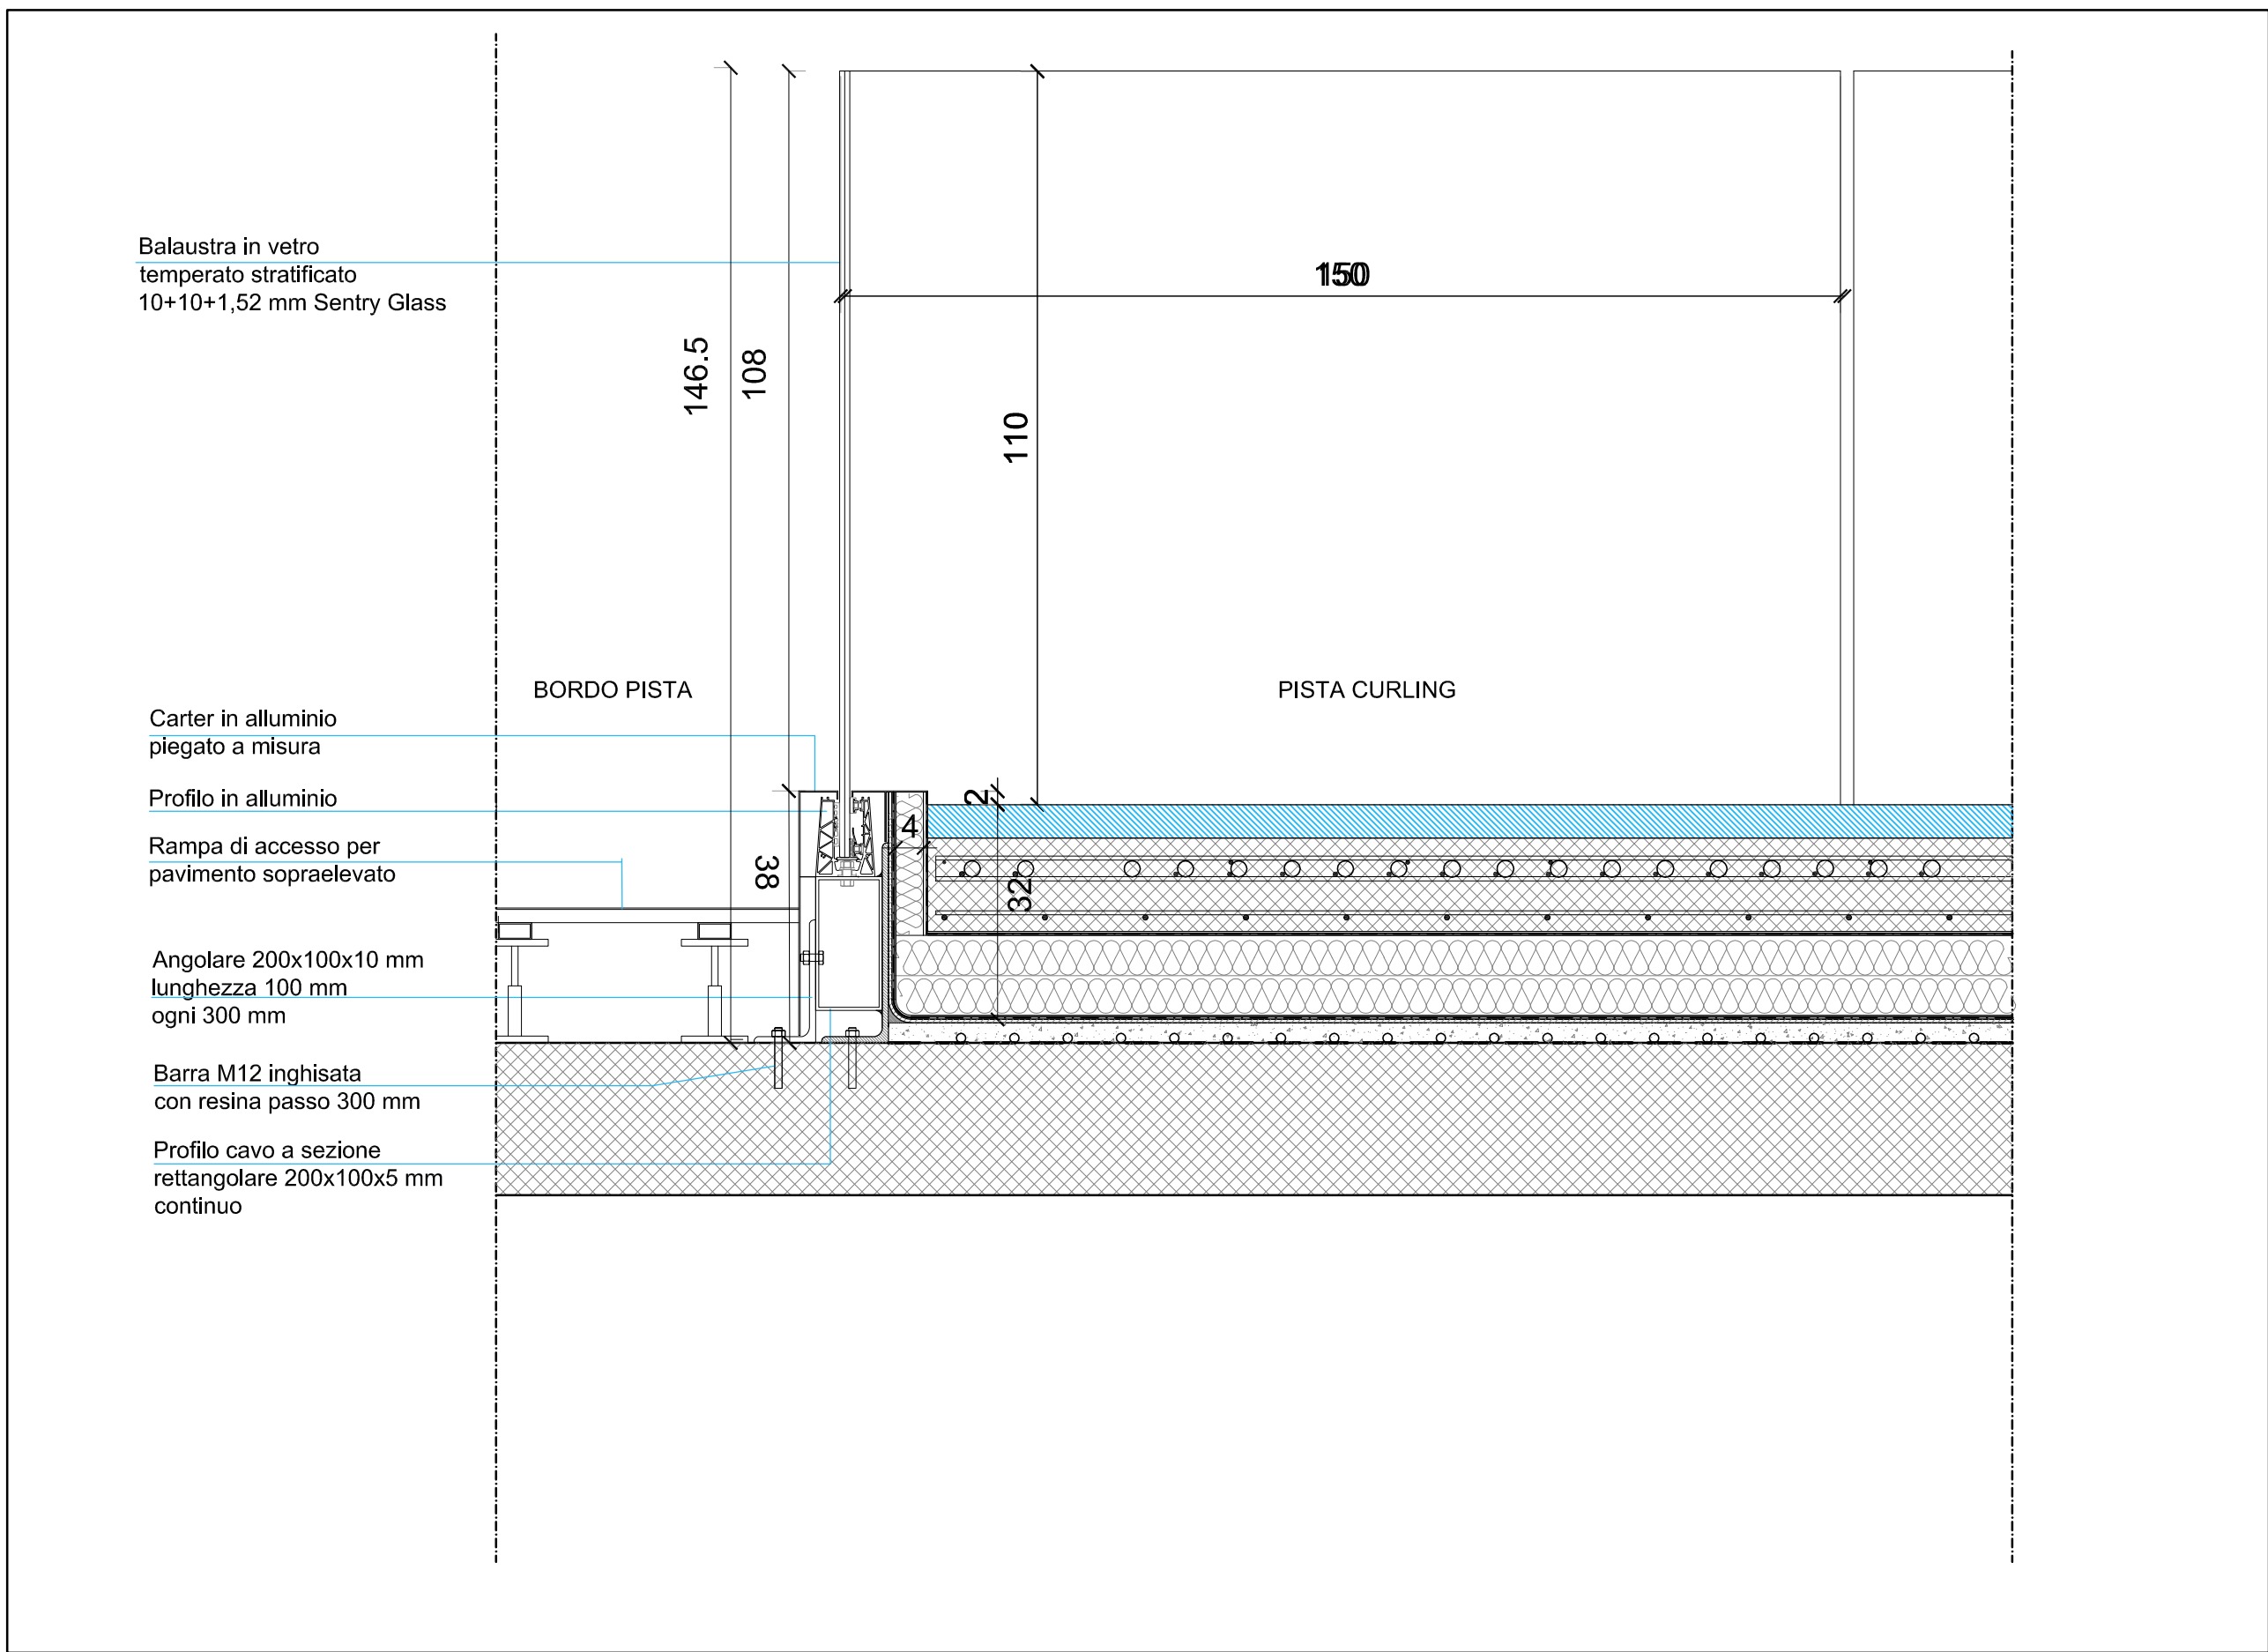 Balaustra in vetro
temperato stratificato
10+10+1,52 mm Sentry Glass
150
146.5
108
110
BORDO PISTA
PISTA CURLING
Carter in alluminio
piegato a misura
Profilo in alluminio
2
4
Rampa di accesso per
pavimento sopraelevato
38
32
Angolare 200x100x10 mm
lunghezza 100 mm
ogni 300 mm
Barra M12 inghisata
con resina passo 300 mm
Profilo cavo a sezione
rettangolare 200x100x5 mm
continuo